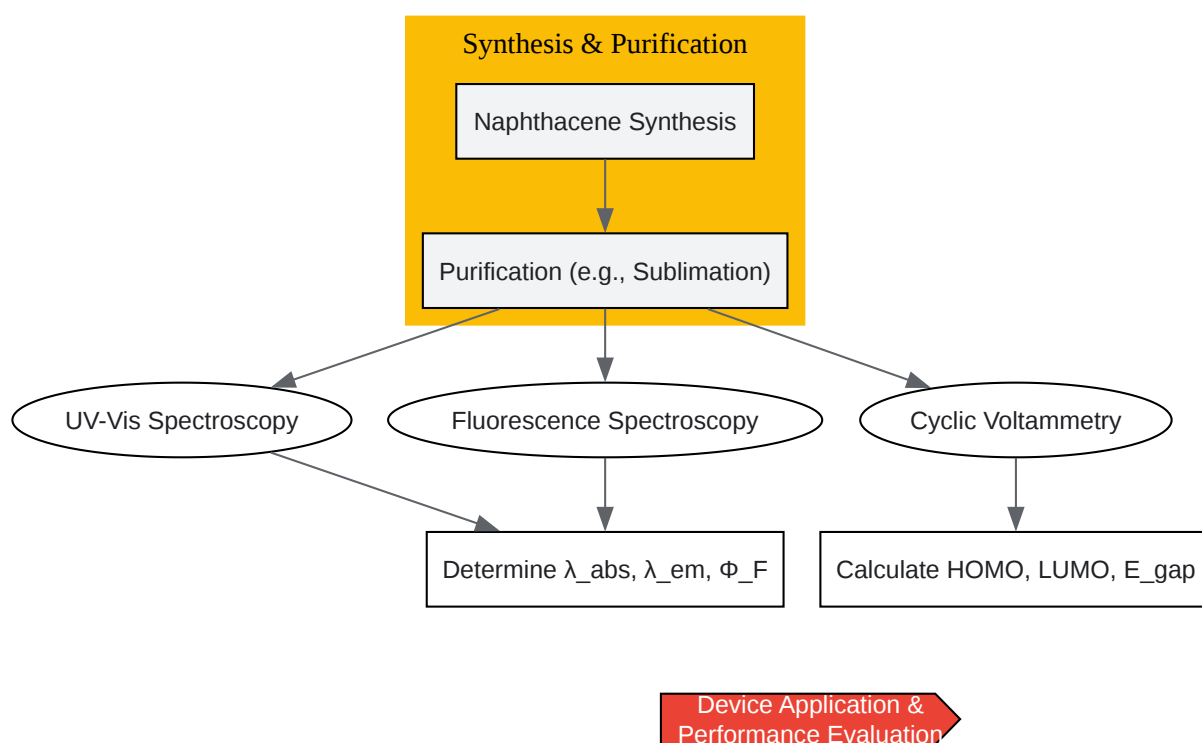 Synthesis & Purification
Naphthacene Synthesis
Purification (e.g., Sublimation)
UV-Vis Spectroscopy
Fluorescence Spectroscopy
Cyclic Voltammetry
Determine λ_abs, λ_em, Φ_F
Calculate HOMO, LUMO, E_gap
Device Application &
Performance Evaluation